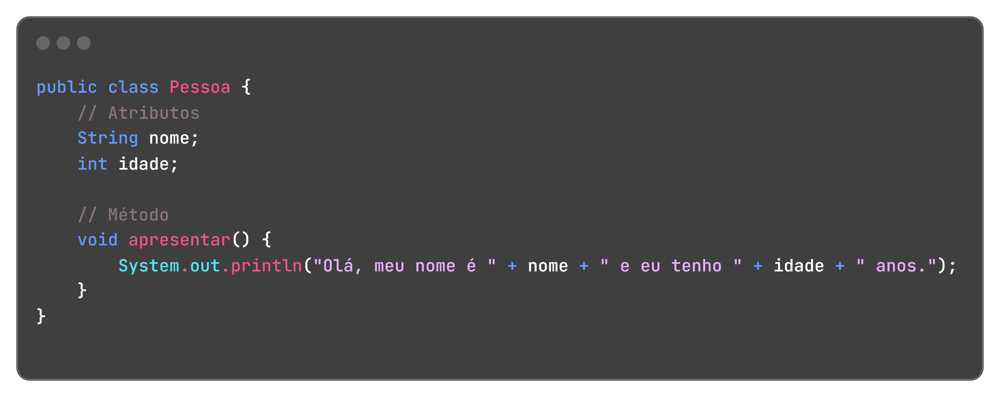 public class Pessoa {
    // Atributos
    String nome;
    int idade;

    // Método
    void apresentar() {
        System.out.println("Olá, meu nome é " + nome + " e eu tenho " + idade + " anos.");
    }
}